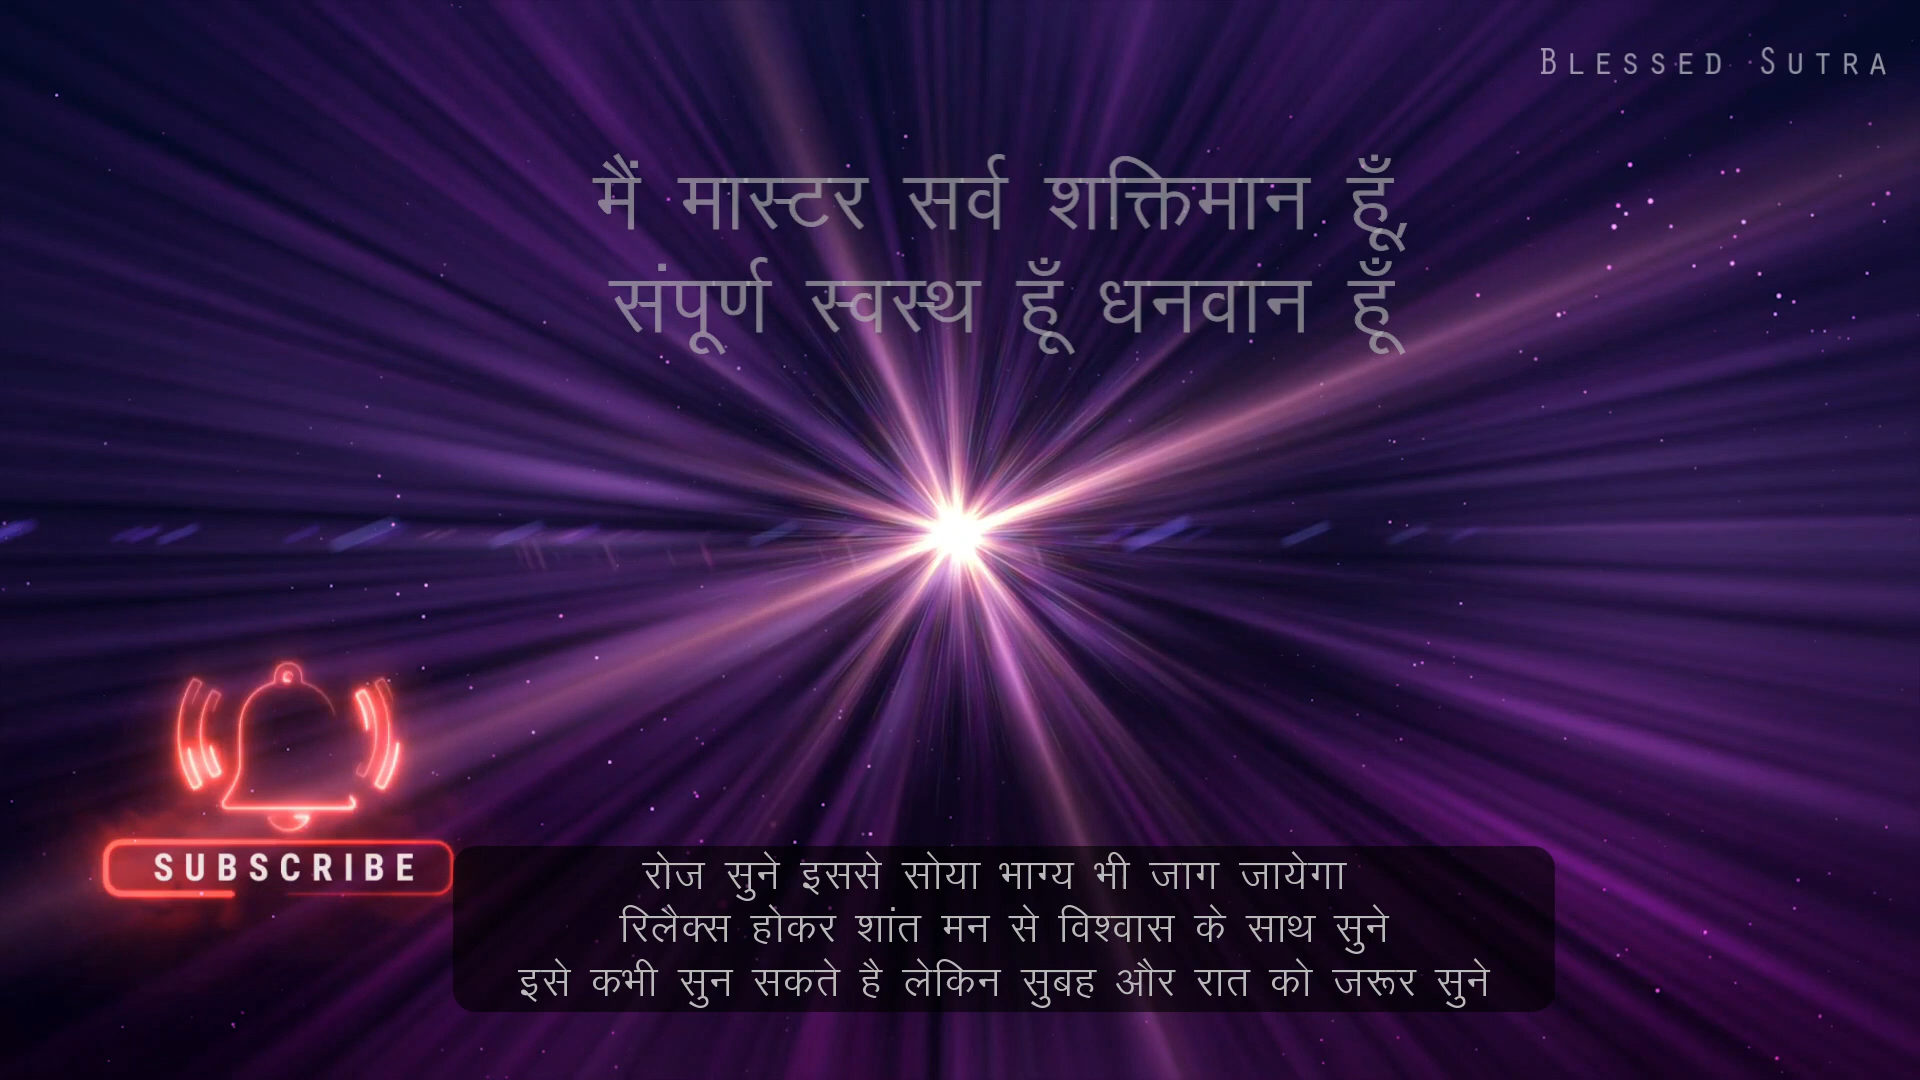 BLESSED SUTRA
मैं मास्टर सर्व शक्तिमान हूँ,
संपूर्ण स्वस्थ हूँ धनवान हूँ
SUBSCRIBE
रोज सुने इससे सोया भाग्य भी जाग जायेगा
रिलैक्स होकर शांत मन से विश्वास के साथ सुने
इसे कभी सुन सकते है लेकिन सुबह और रात को जरूर सुने